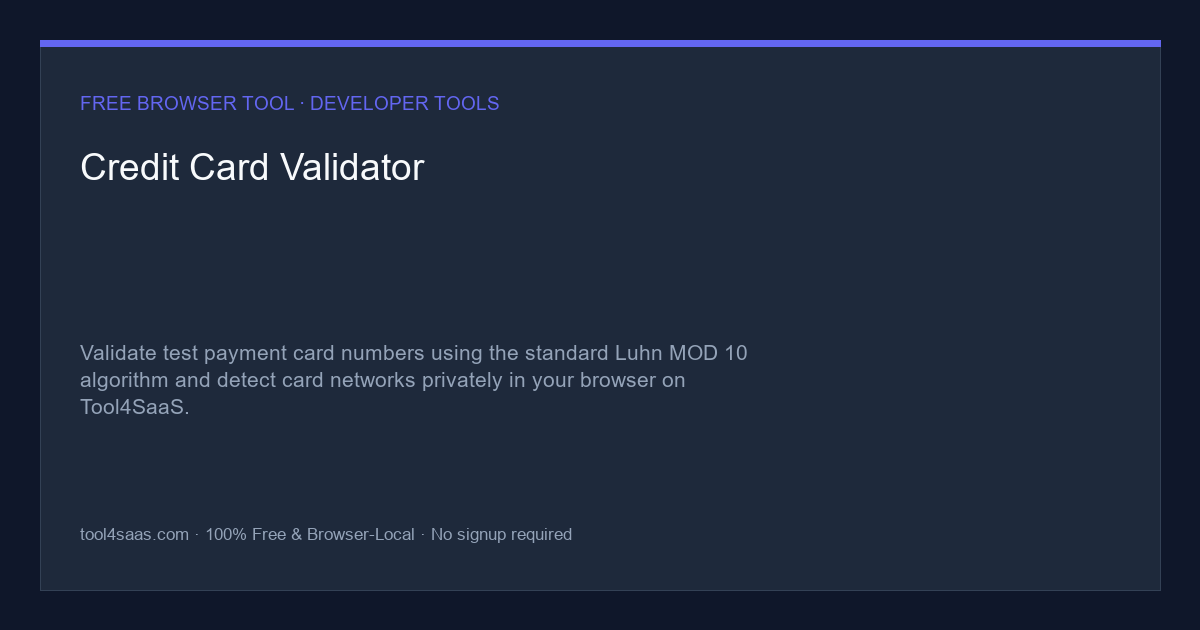 FREE BROWSER TOOL · DEVELOPER TOOLS
Credit Card Validator
Validate test payment card numbers using the standard Luhn MOD 10
algorithm and detect card networks privately in your browser on
Tool4SaaS.
tool4saas.com · 100% Free & Browser-Local · No signup required